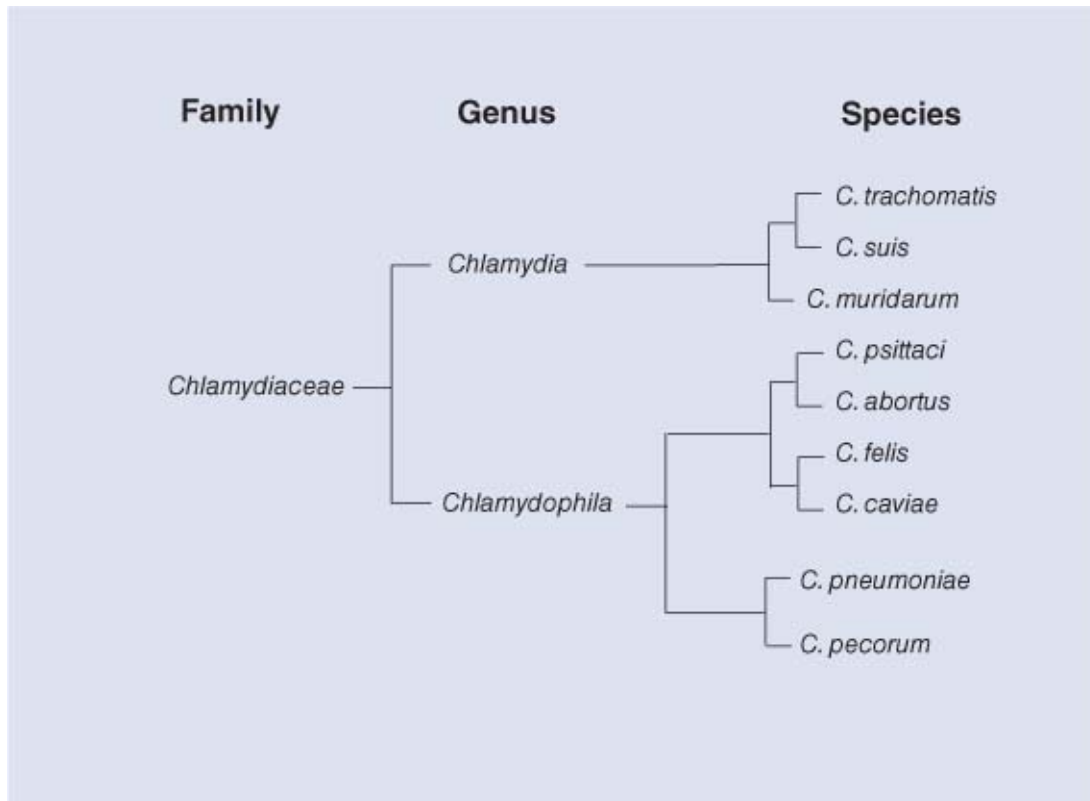 Family Genus Species
C. trachomatis
C. suis
Chlamydia
C. muridarum
C. psittaci
Chlamydiaceae
C. abortus
C. felis
Chlamydophila
C. caviae
C. pneumoniae
C. pecorum